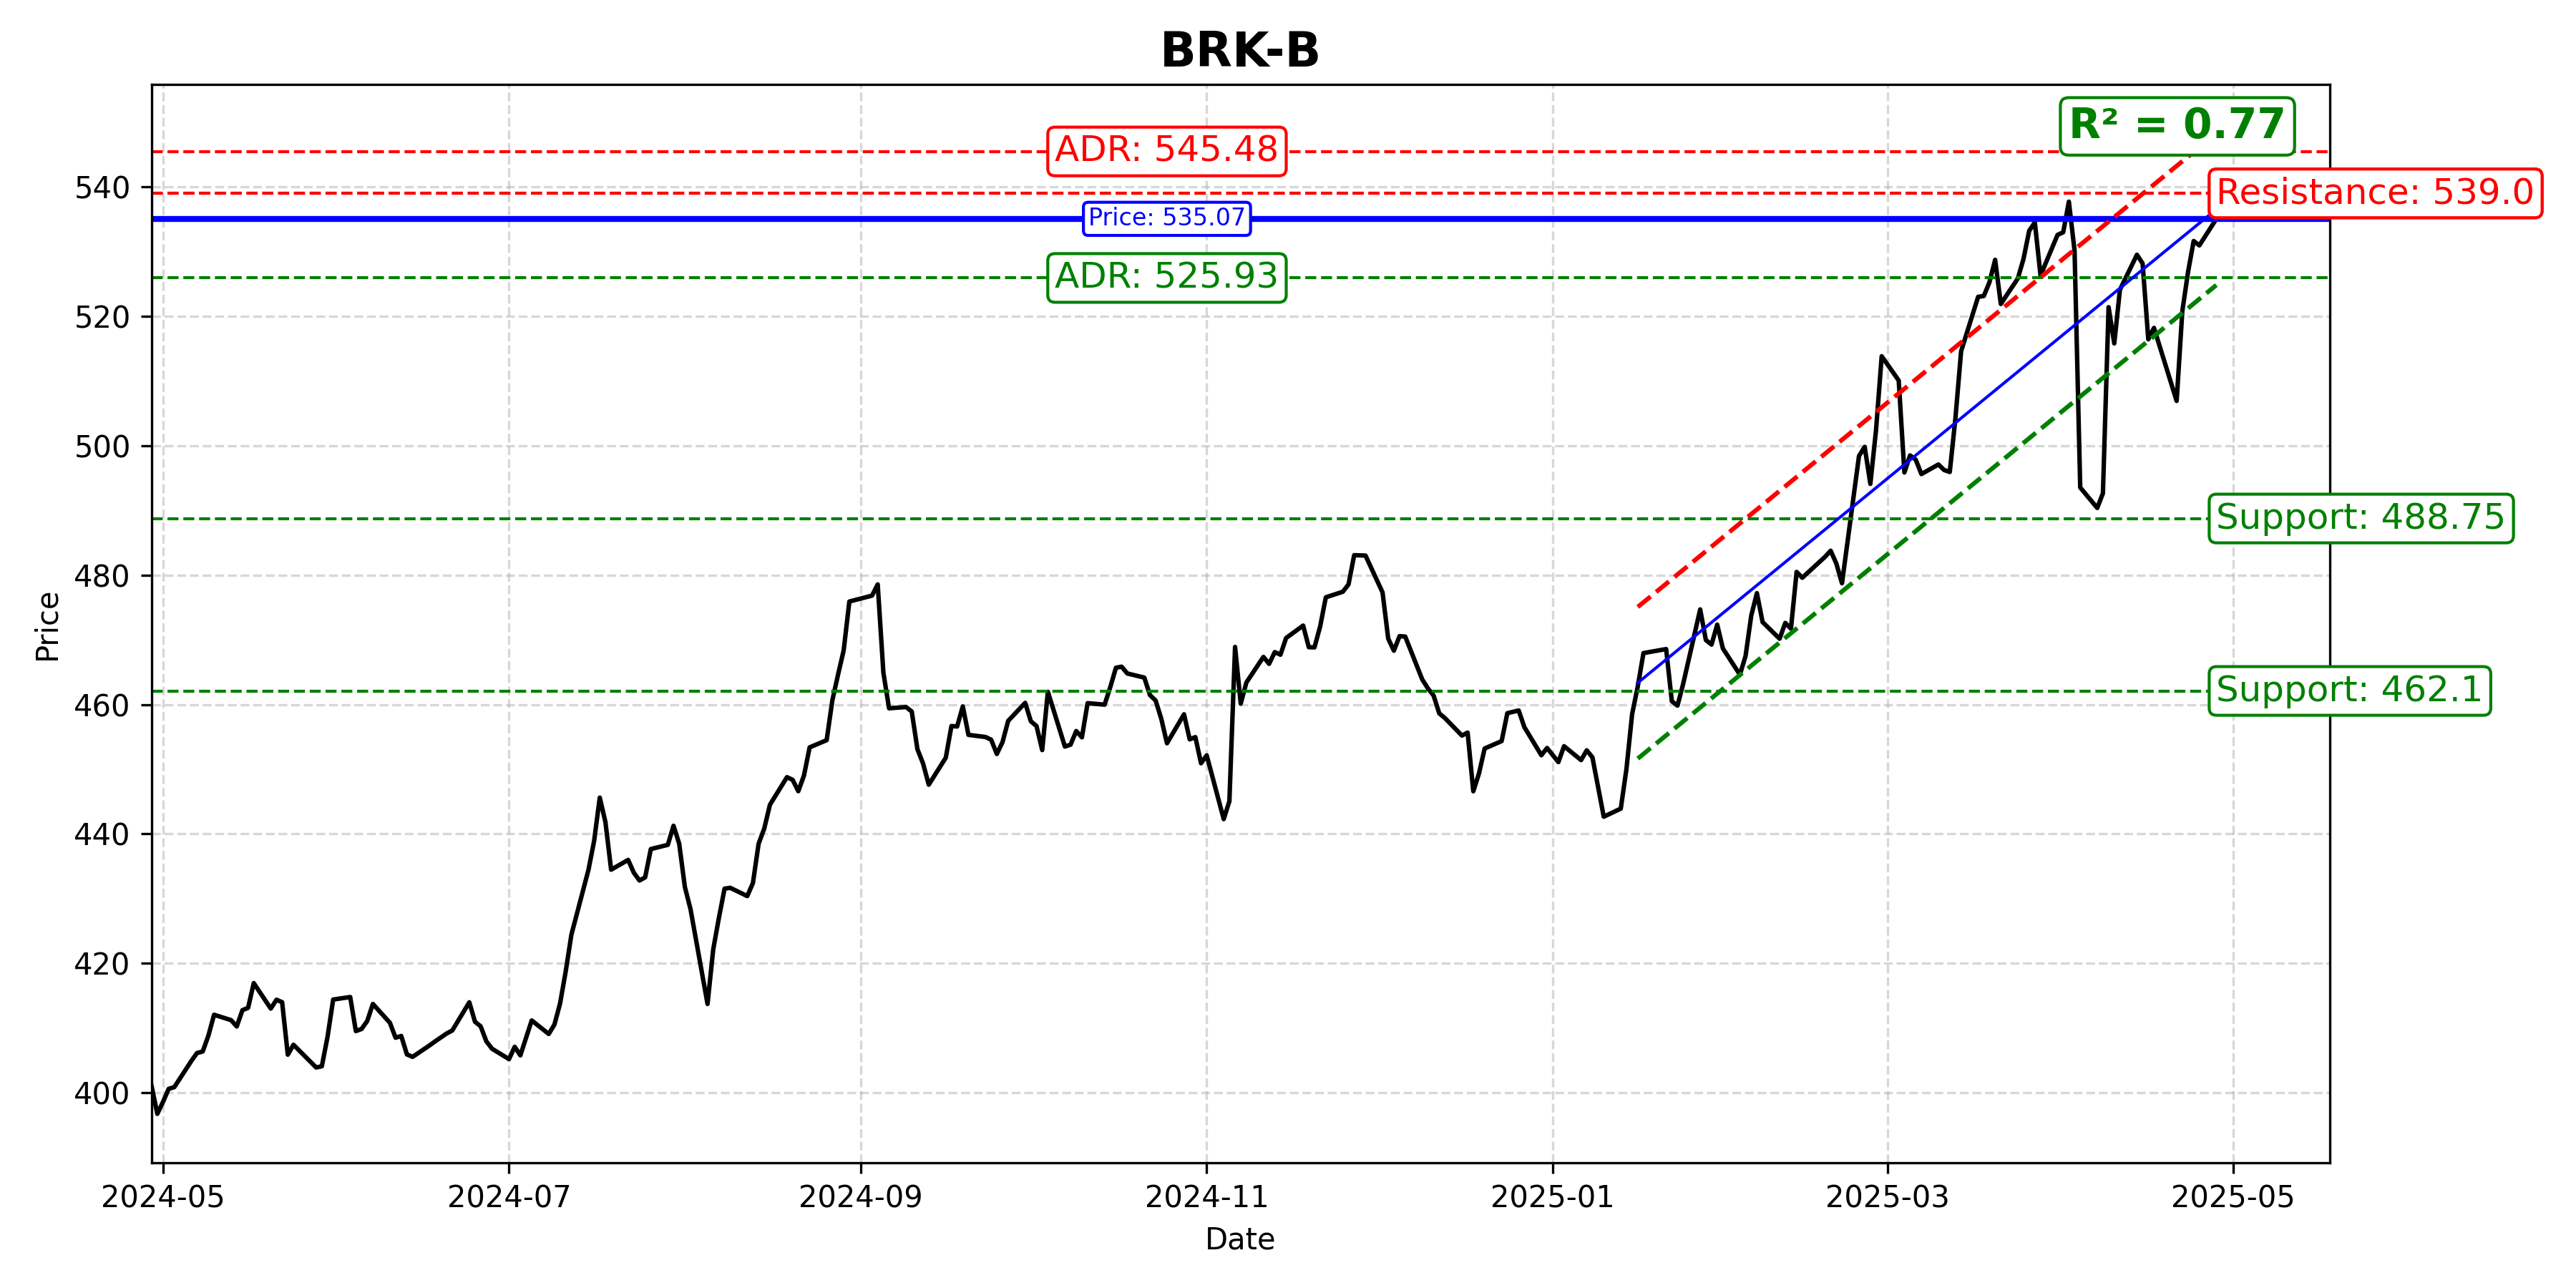 BRK-B
R² = 0.77
ADR: 545.48
Resistance: 539.0
Price: 535.07
ADR: 525.93
Support: 488.75
Support: 462.1
540
520
500
480
460
440
420
400
Price
2024-05
2024-07
2024-09
2024-11
2025-01
2025-03
2025-05
Date